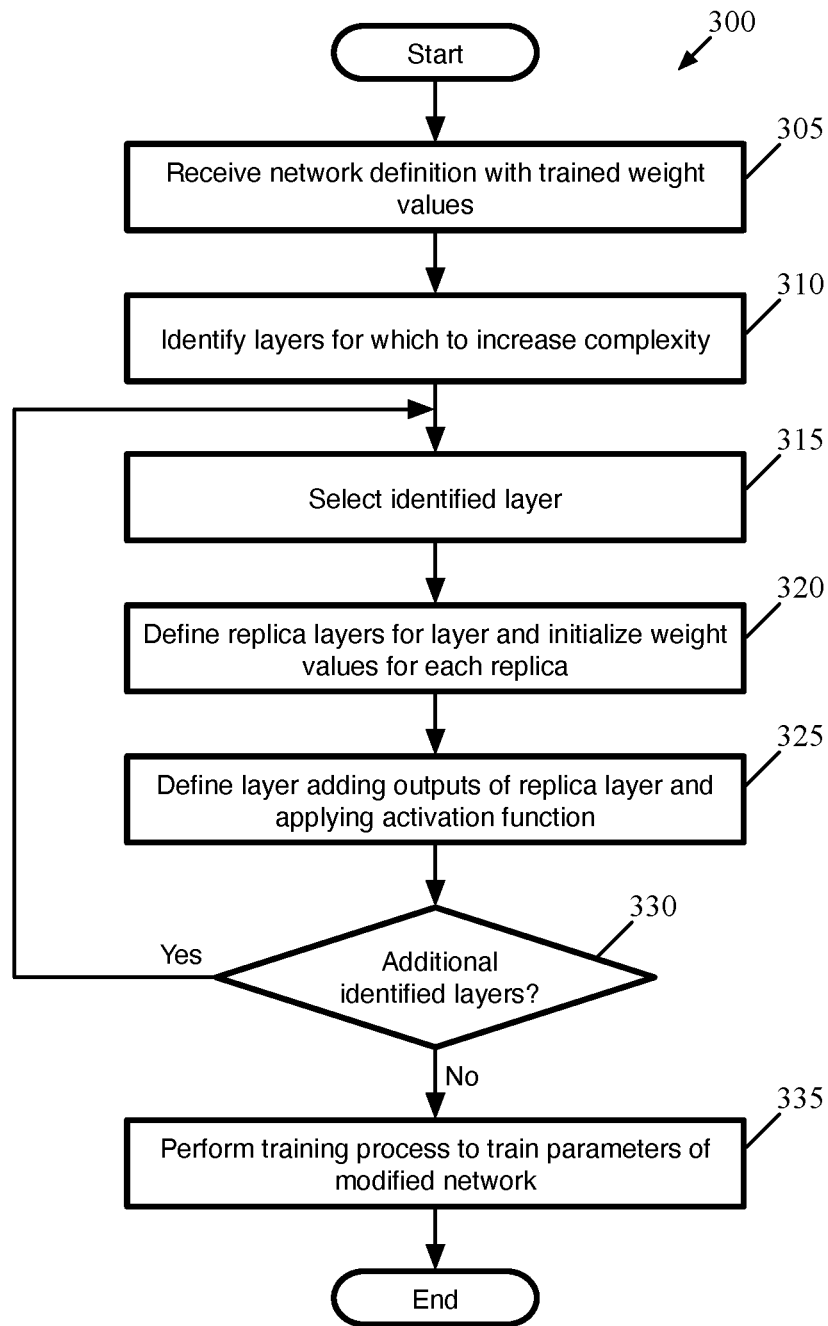 Start
300
305
Receive network definition with trained weight
values
310
Identify layers for which to increase complexity
315
Select identified layer
320
Define replica layers for layer and initialize weight
values for each replica
325
Define layer adding outputs of replica layer and
applying activation function
330
Yes
Additional
identified layers?
No
335
Perform training process to train parameters of
modified network
End